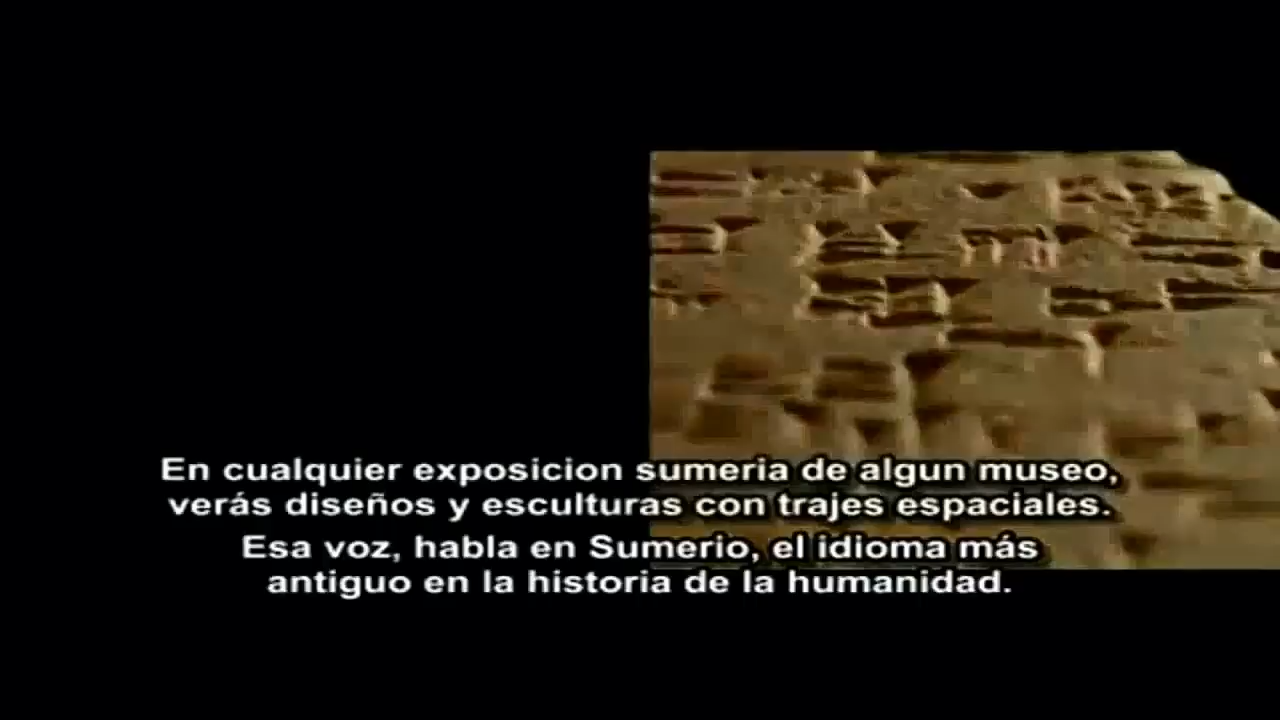 En cualquier exposicion sumeria de algun museo,
verás diseños y esculturas con trajes espaciales.
Esa voz, habla en Sumerio, el idioma más
antiguo en la historia de la humanidad.